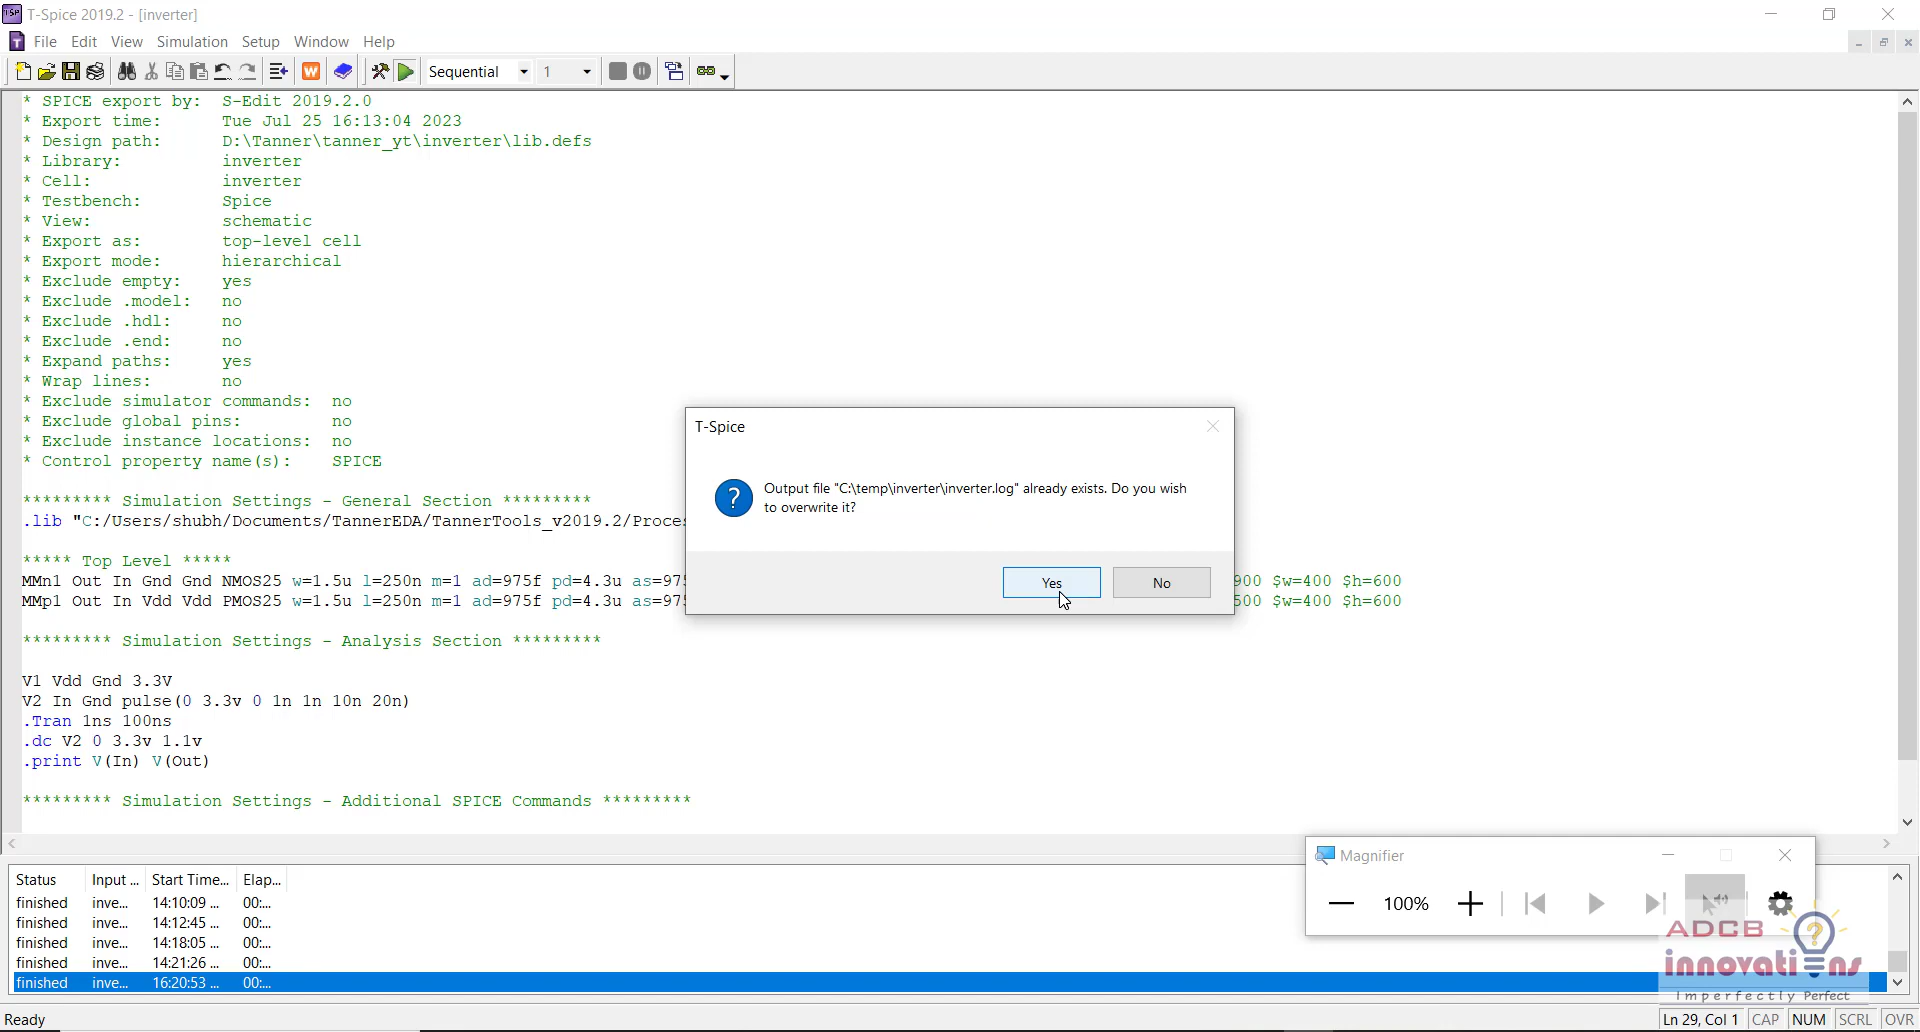 T-Spice 2019.2 - [inverter]
File Edit View Simulation Setup Window Help
Sequential 1
* SPICE export by: S-Edit 2019.2.0
* Export time: Tue Jul 25 16:13:04 2023
* Design path: D:\Tanner\tanner_yt\inverter\lib.defs
* Library: inverter
* Cell: inverter
* Testbench: Spice
* View: schematic
* Export as: top-level cell
* Export mode: hierarchical
* Exclude empty: yes
* Exclude .model: no
* Exclude .hdl: no
* Exclude .end: no
* Expand paths: yes
* Wrap lines: no
* Exclude simulator commands: no
* Exclude global pins: no
* Exclude instance locations: no
* Control property name(s): SPICE
********* Simulation Settings - General Section *********
.lib "C:/Users/shubh/Documents/TannerEDA/TannerTools_v2019.2/Proce
***** Top Level *****
MMn1 Out In Gnd Gnd NMOS25 w=1.5u l=250n m=1 ad=975f pd=4.3u as=97 900 $w=400 $h=600
MMp1 Out In Vdd Vdd PMOS25 w=1.5u l=250n m=1 ad=975f pd=4.3u as=97 500 $w=400 $h=600
********* Simulation Settings - Analysis Section *********
V1 Vdd Gnd 3.3V
V2 In Gnd pulse(0 3.3v 0 1n 1n 10n 20n)
.Tran 1ns 100ns
.dc V2 0 3.3v 1.1v
.print V(In) V(Out)
********* Simulation Settings - Additional SPICE Commands *********
T-Spice
Output file "C:\temp\inverter\inverter.log" already exists. Do you wish
to overwrite it?
Yes No
Magnifier
100%
Status Input ... Start Time... Elap...
finished inve... 14:10:09 ... 00:...
finished inve... 14:12:45 ... 00:...
finished inve... 14:18:05 ... 00:...
finished inve... 14:21:26 ... 00:...
finished inve... 16:20:53 ... 00:...
ADCB
innovations
Imperfectly Perfect
Ready
Ln 29, Col 1 CAP NUM SCRL OVR